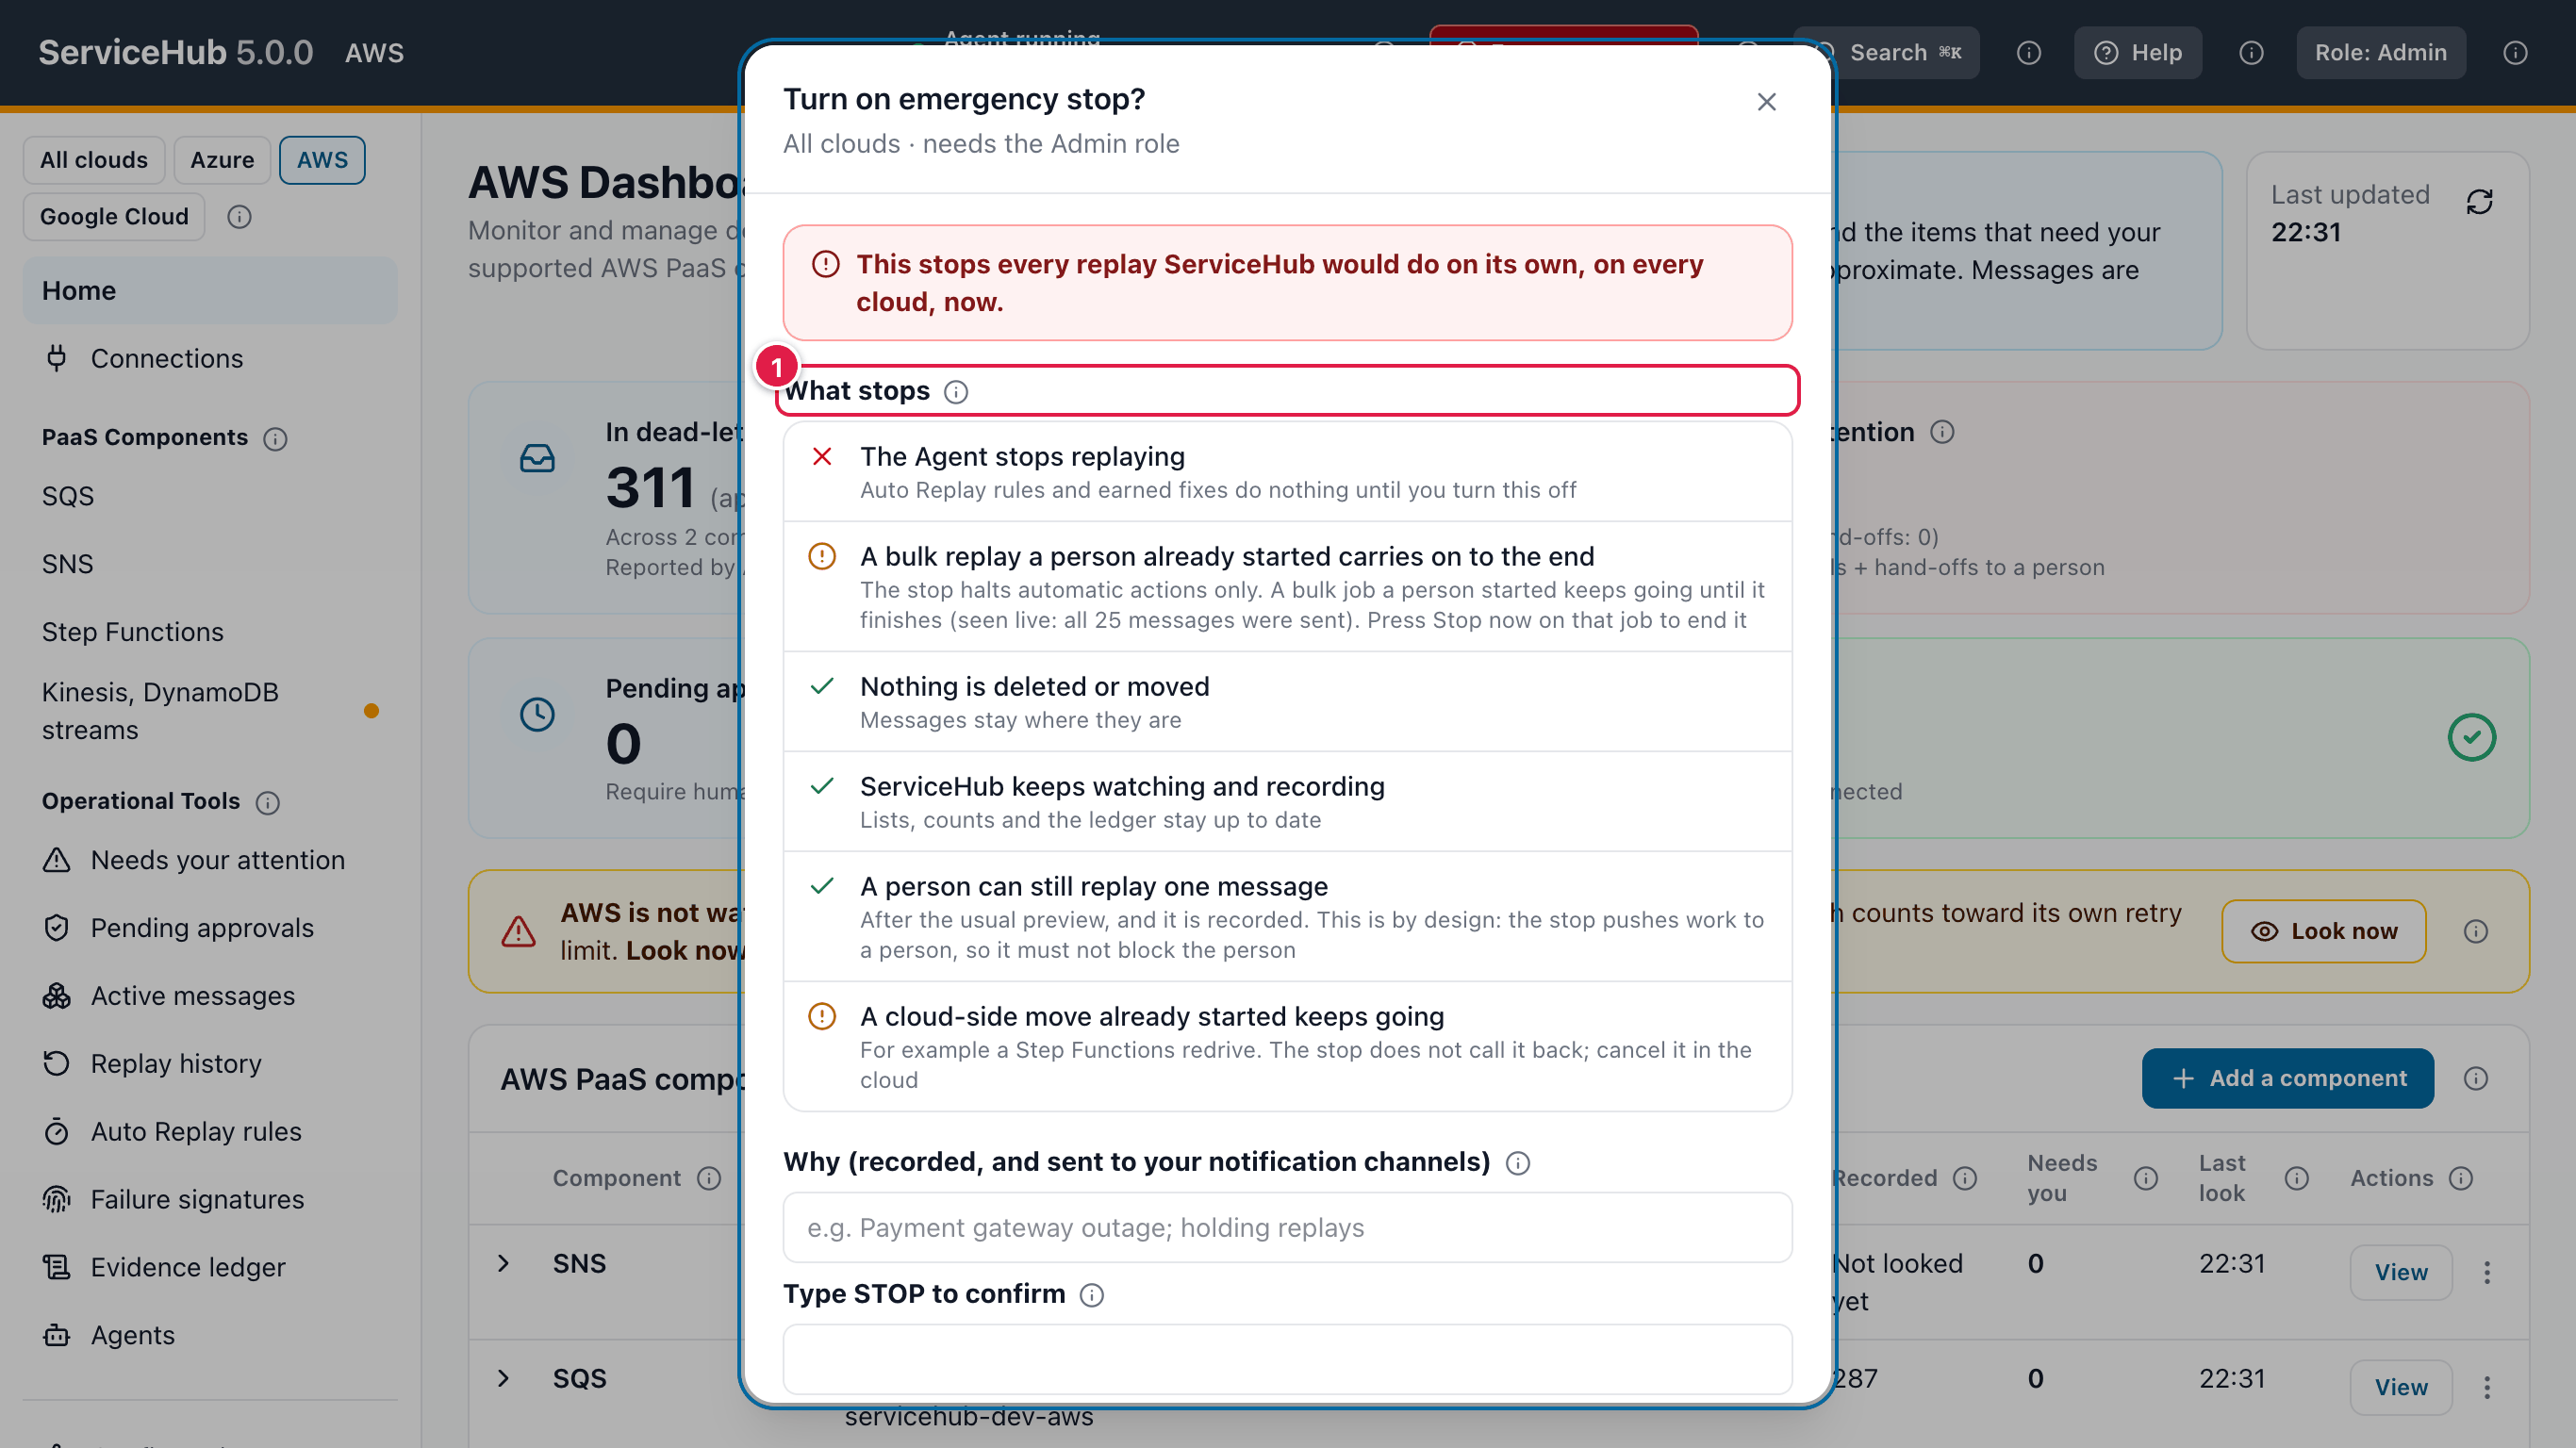 ServiceHub 5.0.0 AWS
Agent running
Search ⌘K
Help
Role: Admin
All clouds
Azure
AWS
Google Cloud
Home
Connections
PaaS Components
SQS
SNS
Step Functions
Kinesis, DynamoDB
streams
Operational Tools
Needs your attention
Pending approvals
Active messages
Replay history
Auto Replay rules
Failure signatures
Evidence ledger
Agents
AWS
Monitor and manage
supported AWS PaaS
nd the items that need your
Messages are
Last updated
22:31
311
Across 2
Reported by
0
Require
d-offs: 0)
+ hand-offs to a person
AWS is not
limit. Look now
counts toward its own retry
Look now
AWS PaaS
Add a component
Component
Recorded
Needs
you
Last
look
Actions
SNS
Not looked
yet
0
22:31
View
SQS
287
0
22:31
View
servicehub-dev-aws
Turn on emergency stop?
All clouds · needs the Admin role
This stops every replay ServiceHub would do on its own, on every
cloud, now.
1
What stops
The Agent stops replaying
Auto Replay rules and earned fixes do nothing until you turn this off
A bulk replay a person already started carries on to the end
The stop halts automatic actions only. A bulk job a person started keeps going until it
finishes (seen live: all 25 messages were sent). Press Stop now on that job to end it
Nothing is deleted or moved
Messages stay where they are
ServiceHub keeps watching and recording
Lists, counts and the ledger stay up to date
A person can still replay one message
After the usual preview, and it is recorded. This is by design: the stop pushes work to
a person, so it must not block the person
A cloud-side move already started keeps going
For example a Step Functions redrive. The stop does not call it back; cancel it in the
cloud
Why (recorded, and sent to your notification channels)
e.g. Payment gateway outage; holding replays
Type STOP to confirm